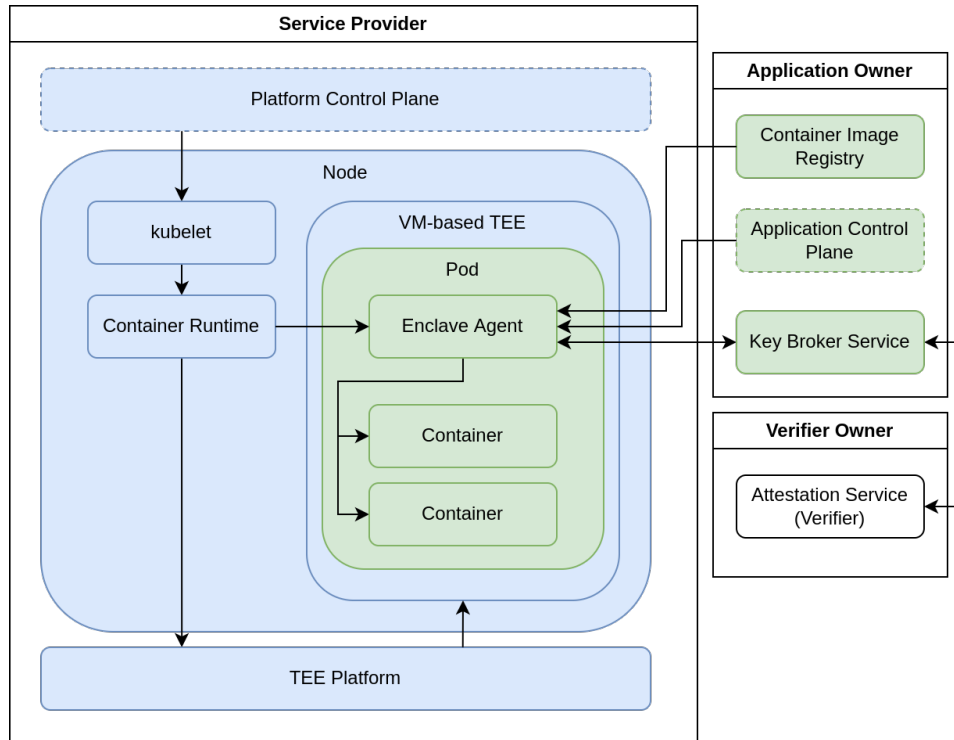 Service Provider
Platform Control Plane
Node
kubelet
VM-based TEE
Pod
Container Runtime
Enclave Agent
Container
Container
TEE Platform
Application Owner
Container Image
Registry
Application Control
Plane
Key Broker Service
Verifier Owner
Attestation Service
(Verifier)